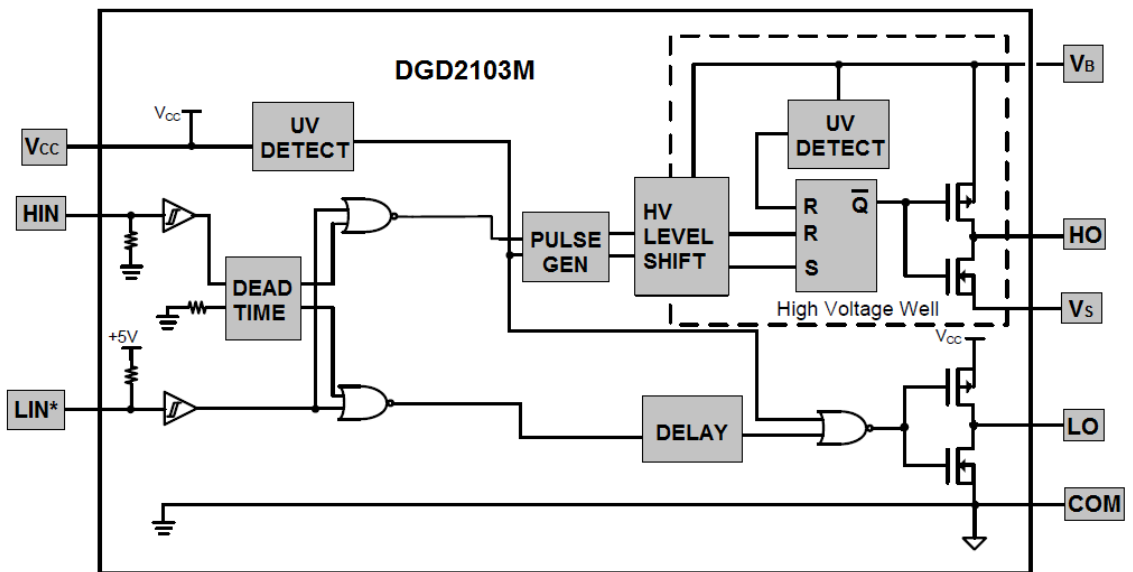 DGD2103M
VB
VCC
UV
DETECT
VCC
UV
DETECT
HIN
HV
LEVEL
SHIFT
R
R
S
Q̅
HO
PULSE
GEN
DEAD
TIME
High Voltage Well
VS
+5V
VCC
LIN*
DELAY
LO
COM